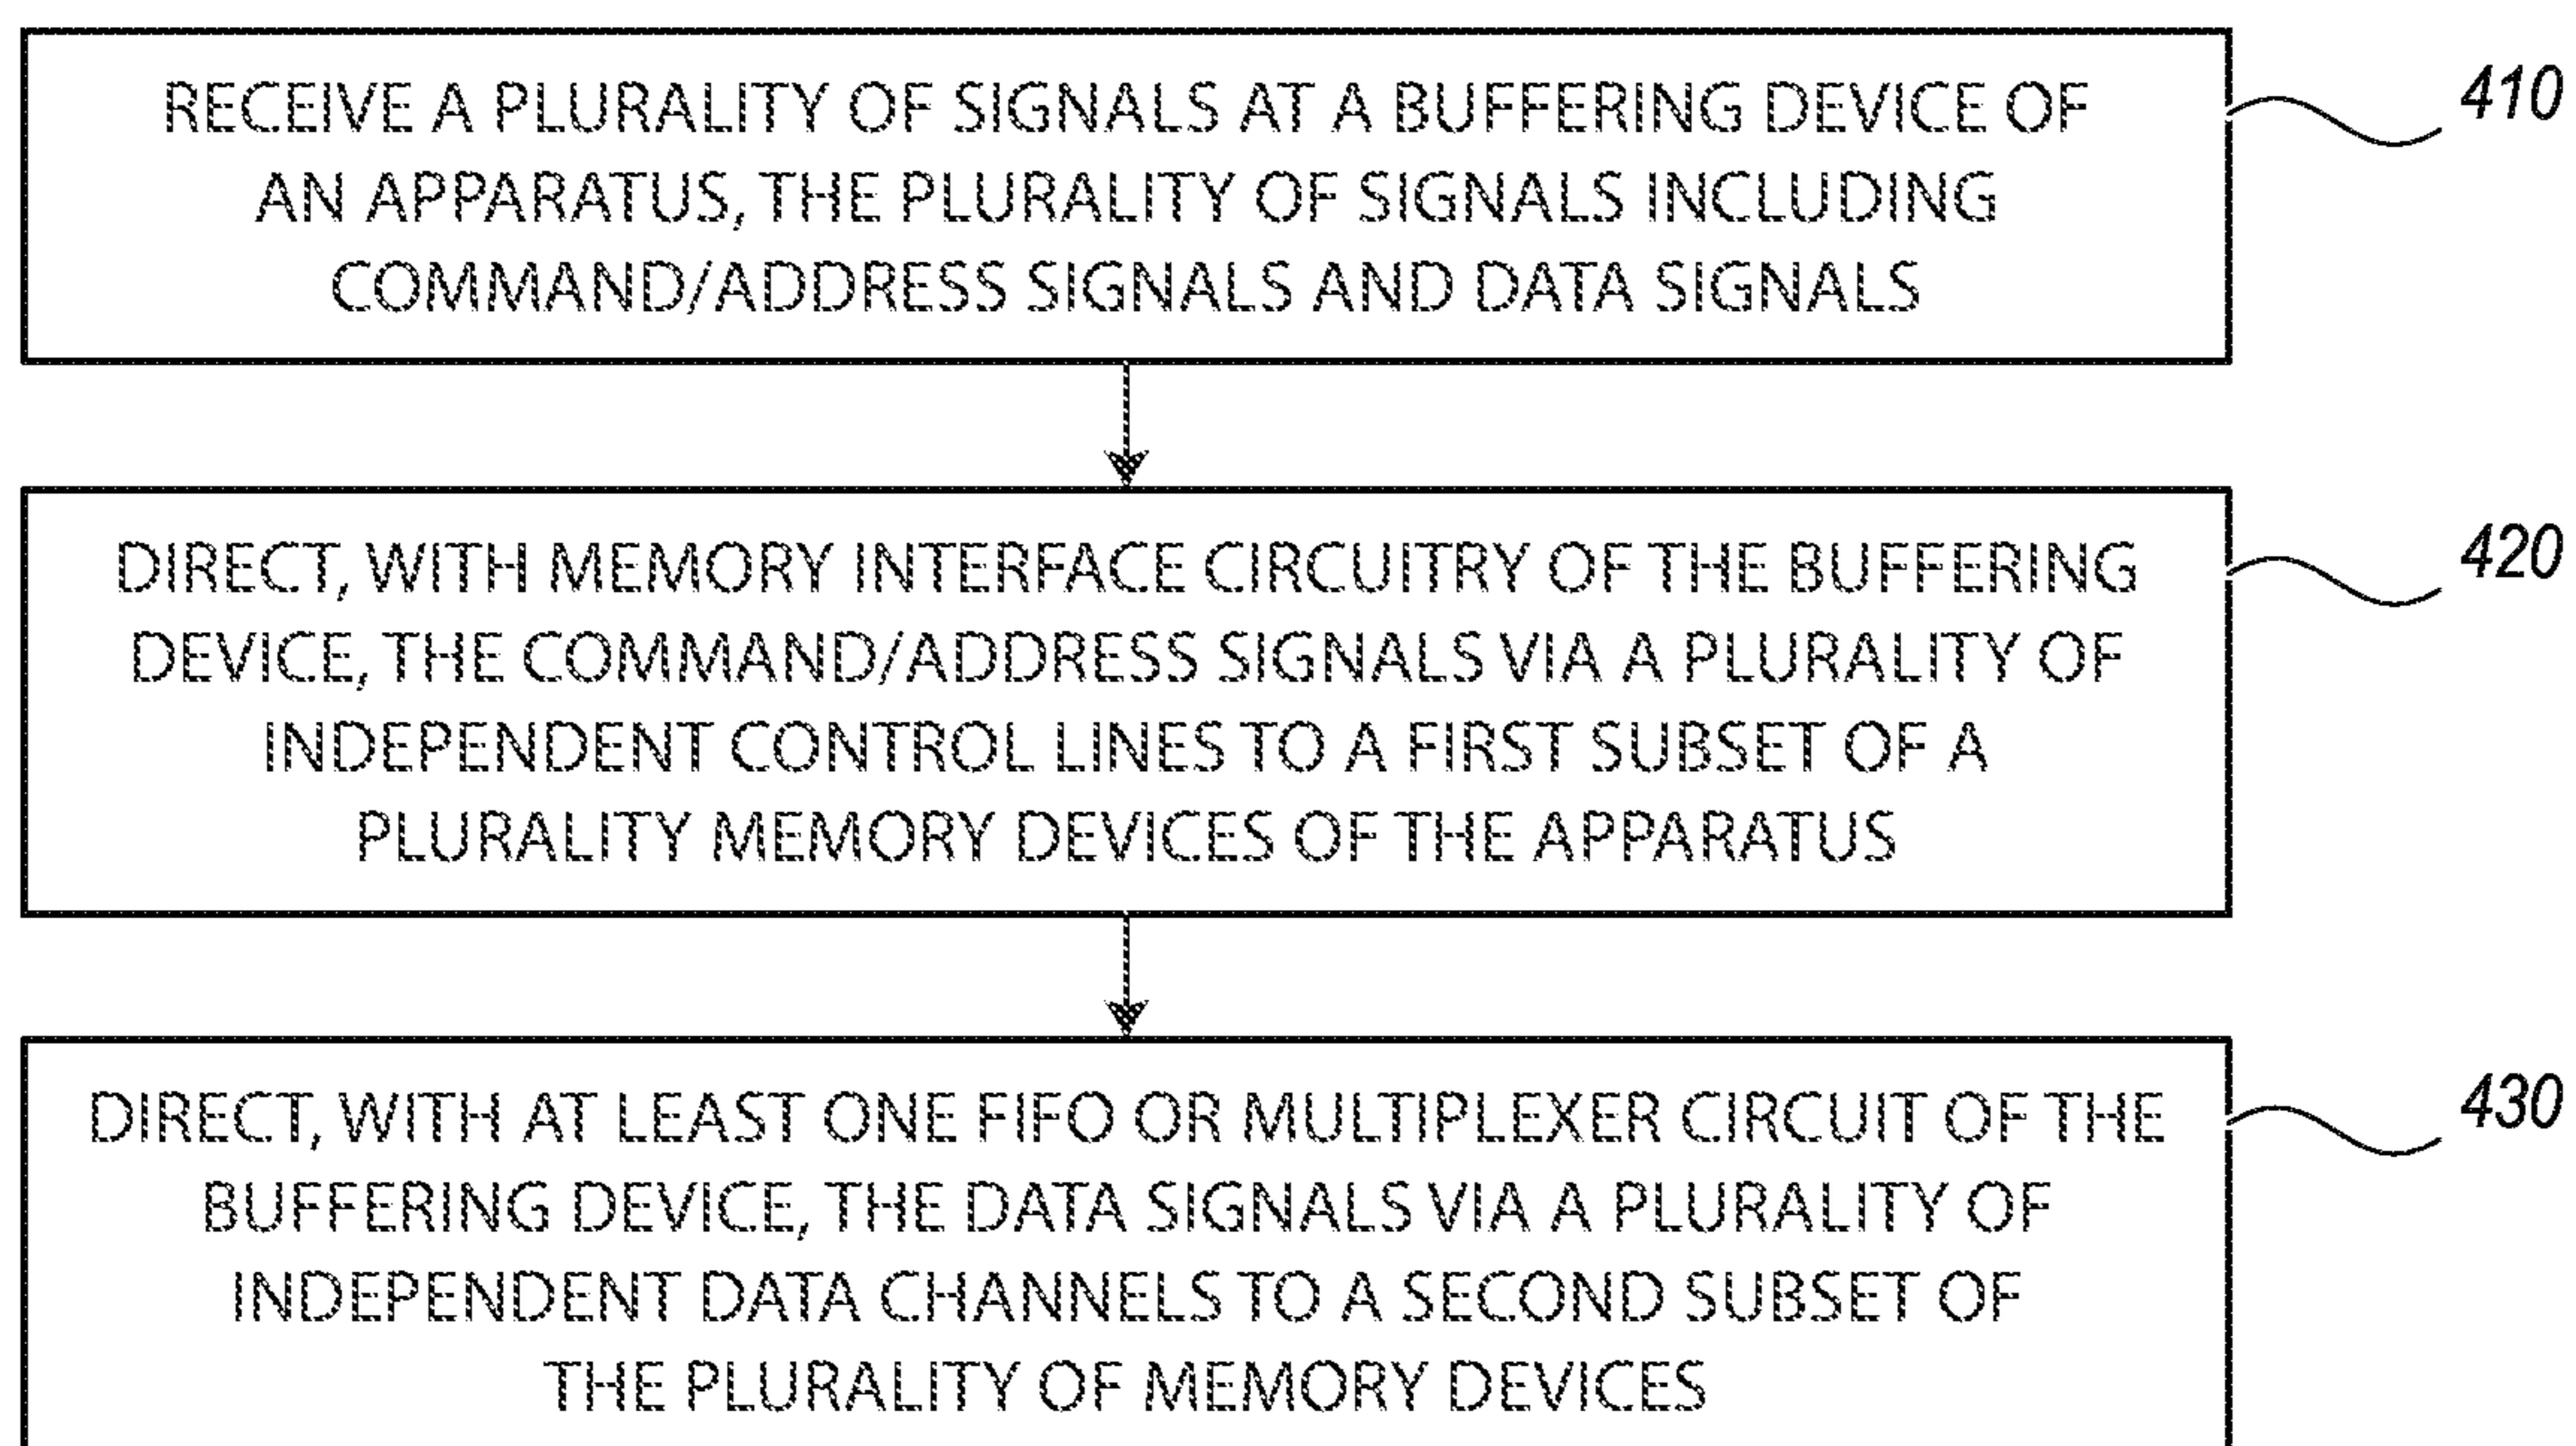 RECEIVE A PLURALITY OF SIGNALS AT A BUFFERING DEVICE OF
AN APPARATUS, THE PLURALITY OF SIGNALS INCLUDING
COMMAND/ADDRESS SIGNALS AND DATA SIGNALS
410
DIRECT, WITH MEMORY INTERFACE CIRCUITRY OF THE BUFFERING
DEVICE, THE COMMAND/ADDRESS SIGNALS VIA A PLURALITY OF
INDEPENDENT CONTROL LINES TO A FIRST SUBSET OF A
PLURALITY MEMORY DEVICES OF THE APPARATUS
420
DIRECT, WITH AT LEAST ONE FIFO OR MULTIPLEXER CIRCUIT OF THE
BUFFERING DEVICE, THE DATA SIGNALS VIA A PLURALITY OF
INDEPENDENT DATA CHANNELS TO A SECOND SUBSET OF
THE PLURALITY OF MEMORY DEVICES
430